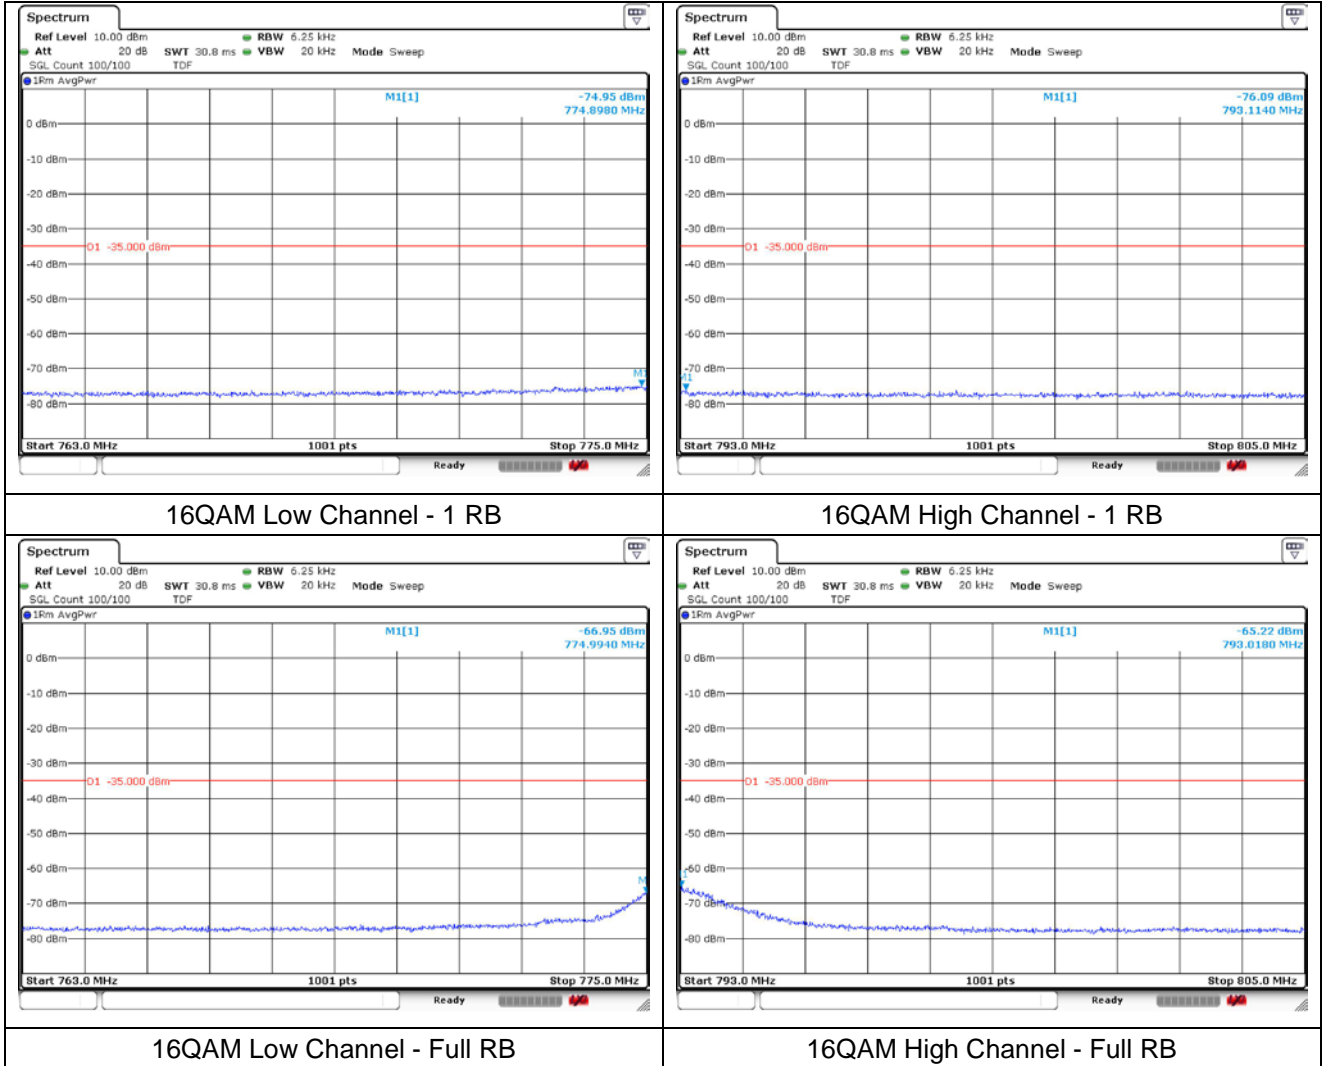 Spectrum
Ref Level 10.00 dBm RBW 6.25 kHz
Att 20 dB SWT 30.8 ms VBW 20 kHz Mode Sweep
SGL Count 100/100 TDF
1Rm AvgPwr
M1[1] -74.95 dBm
774.8980 MHz
0 dBm
-10 dBm
-20 dBm
-30 dBm
D1 -35.000 dBm
-40 dBm
-50 dBm
-60 dBm
-70 dBm
M1
-80 dBm
Start 763.0 MHz 1001 pts Stop 775.0 MHz
Ready
16QAM Low Channel - 1 RB
Spectrum
Ref Level 10.00 dBm RBW 6.25 kHz
Att 20 dB SWT 30.8 ms VBW 20 kHz Mode Sweep
SGL Count 100/100 TDF
1Rm AvgPwr
M1[1] -76.09 dBm
793.1140 MHz
0 dBm
-10 dBm
-20 dBm
-30 dBm
D1 -35.000 dBm
-40 dBm
-50 dBm
-60 dBm
-70 dBm
M1
-80 dBm
Start 793.0 MHz 1001 pts Stop 805.0 MHz
Ready
16QAM High Channel - 1 RB
Spectrum
Ref Level 10.00 dBm RBW 6.25 kHz
Att 20 dB SWT 30.8 ms VBW 20 kHz Mode Sweep
SGL Count 100/100 TDF
1Rm AvgPwr
M1[1] -66.95 dBm
774.9940 MHz
0 dBm
-10 dBm
-20 dBm
-30 dBm
D1 -35.000 dBm
-40 dBm
-50 dBm
-60 dBm
M
-70 dBm
-80 dBm
Start 763.0 MHz 1001 pts Stop 775.0 MHz
Ready
16QAM Low Channel - Full RB
Spectrum
Ref Level 10.00 dBm RBW 6.25 kHz
Att 20 dB SWT 30.8 ms VBW 20 kHz Mode Sweep
SGL Count 100/100 TDF
1Rm AvgPwr
M1[1] -65.22 dBm
793.0180 MHz
0 dBm
-10 dBm
-20 dBm
-30 dBm
D1 -35.000 dBm
-40 dBm
-50 dBm
-60 dBm
1
-70 dBm
-80 dBm
Start 793.0 MHz 1001 pts Stop 805.0 MHz
Ready
16QAM High Channel - Full RB